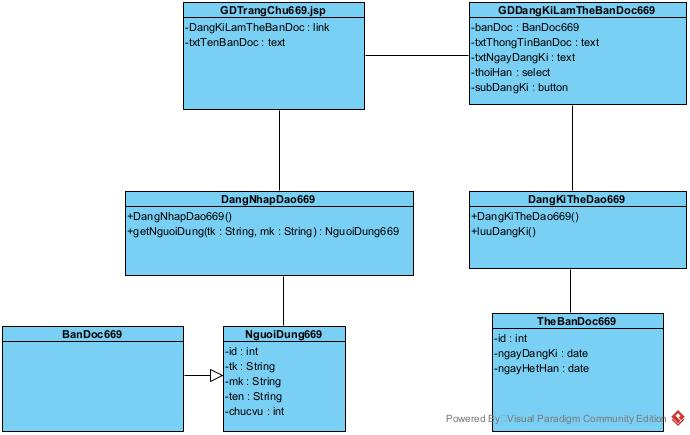 GDTrangChu669.jsp
-DangKiLamTheBanDoc : link
-txtTenBanDoc : text
GDDangKiLamTheBanDoc669
-banDoc : BanDoc669
-txtThongTinBanDoc : text
-txtNgayDangKi : text
-thoiHan : select
-subDangKi : button
DangNhapDao669
+DangNhapDao669()
+getNguoiDung(tk : String, mk : String) : NguoiDung669
DangKiTheDao669
+DangKiTheDao669()
+luuDangKi()
BanDoc669
NguoiDung669
-id : int
-tk : String
-mk : String
-ten : String
-chucvu : int
TheBanDoc669
-id : int
-ngayDangKi : date
-ngayHetHan : date
Powered By Visual Paradigm Community Edition